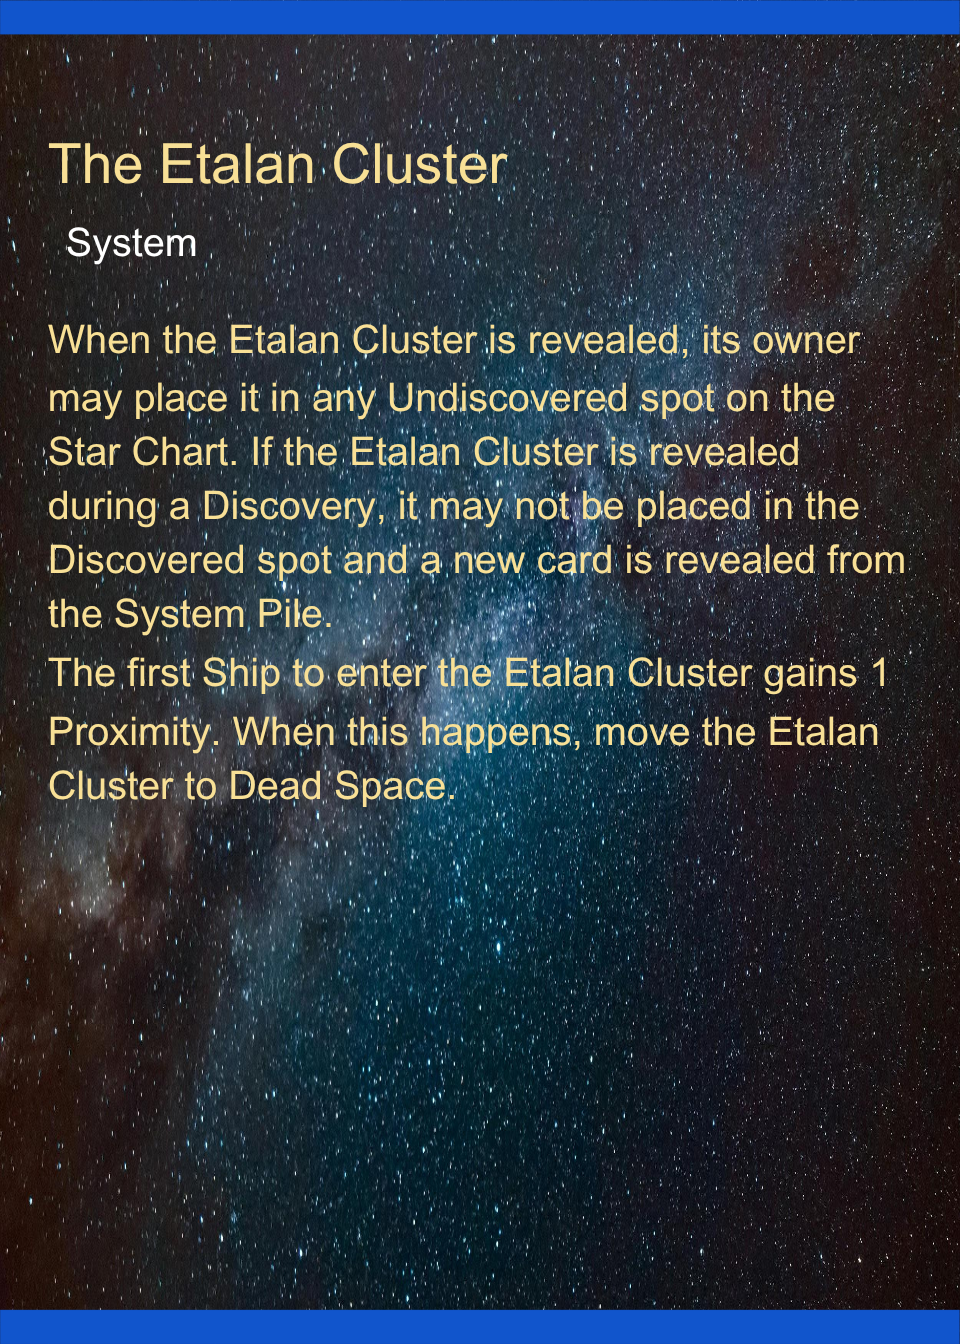 The Etalan Cluster
System
When the Etalan Cluster is revealed, its owner
may place it in any Undiscovered spot on the
Star Chart. If the Etalan Cluster is revealed
during a Discovery, it may not be placed in the
Discovered spot and a new card is revealed from
the System Pile.
The first Ship to enter the Etalan Cluster gains 1
Proximity. When this happens, move the Etalan
Cluster to Dead Space.